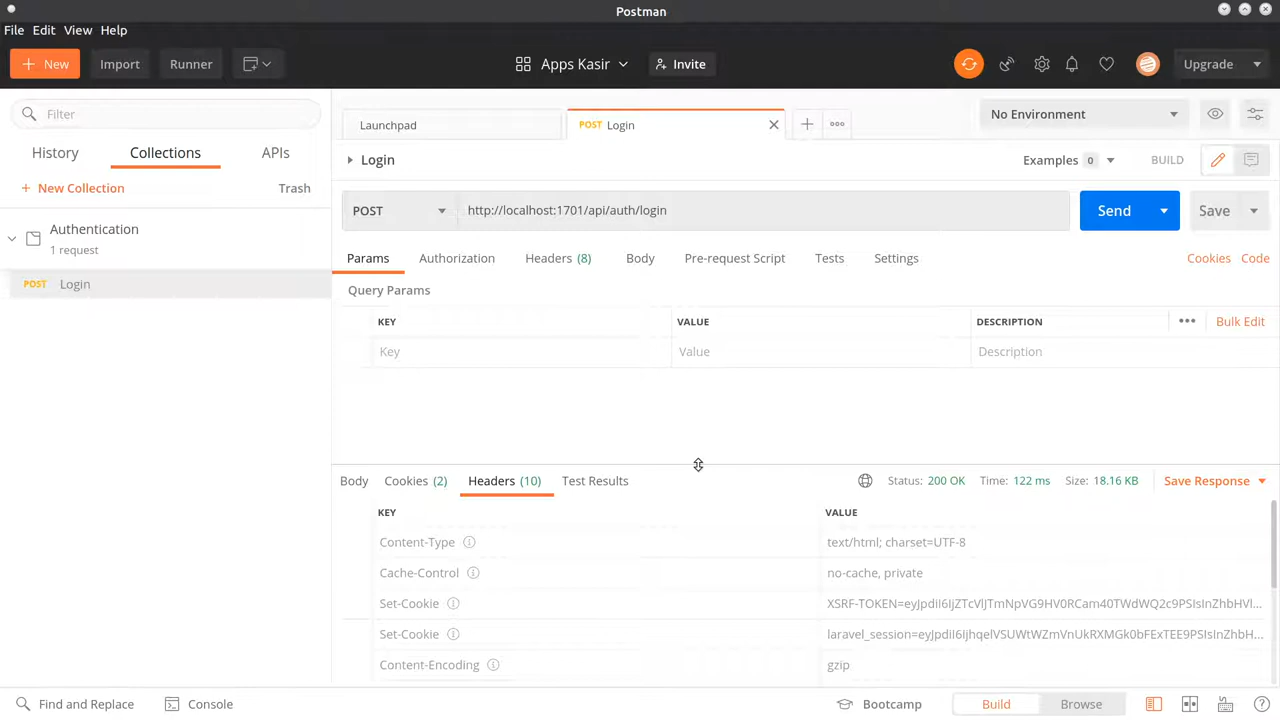 Postman
File Edit View Help
New Import Runner Apps Kasir Invite Upgrade
Filter
History Collections APIs
New Collection Trash
Authentication
1 request
POST Login
Launchpad POST Login No Environment
Login Examples 0 BUILD
POST http://localhost:1701/api/auth/login Send Save
Params Authorization Headers (8) Body Pre-request Script Tests Settings Cookies Code
Query Params
KEY VALUE DESCRIPTION Bulk Edit
Key Value Description
Body Cookies (2) Headers (10) Test Results Status: 200 OK Time: 122 ms Size: 18.16 KB Save Response
KEY VALUE
Content-Type text/html; charset=UTF-8
Cache-Control no-cache, private
Set-Cookie
Set-Cookie
Content-Encoding gzip
Find and Replace Console Bootcamp Build Browse